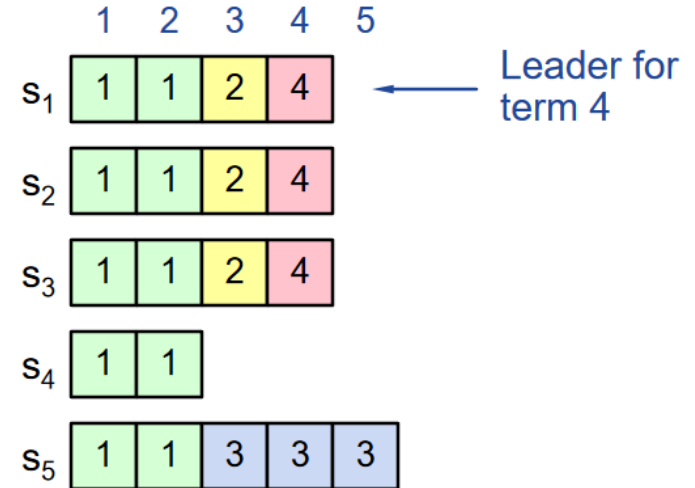 1 2 3 4 5
s1 1 1 2 4 Leader for
term 4
s2 1 1 2 4
s3 1 1 2 4
s4 1 1
s5 1 1 3 3 3